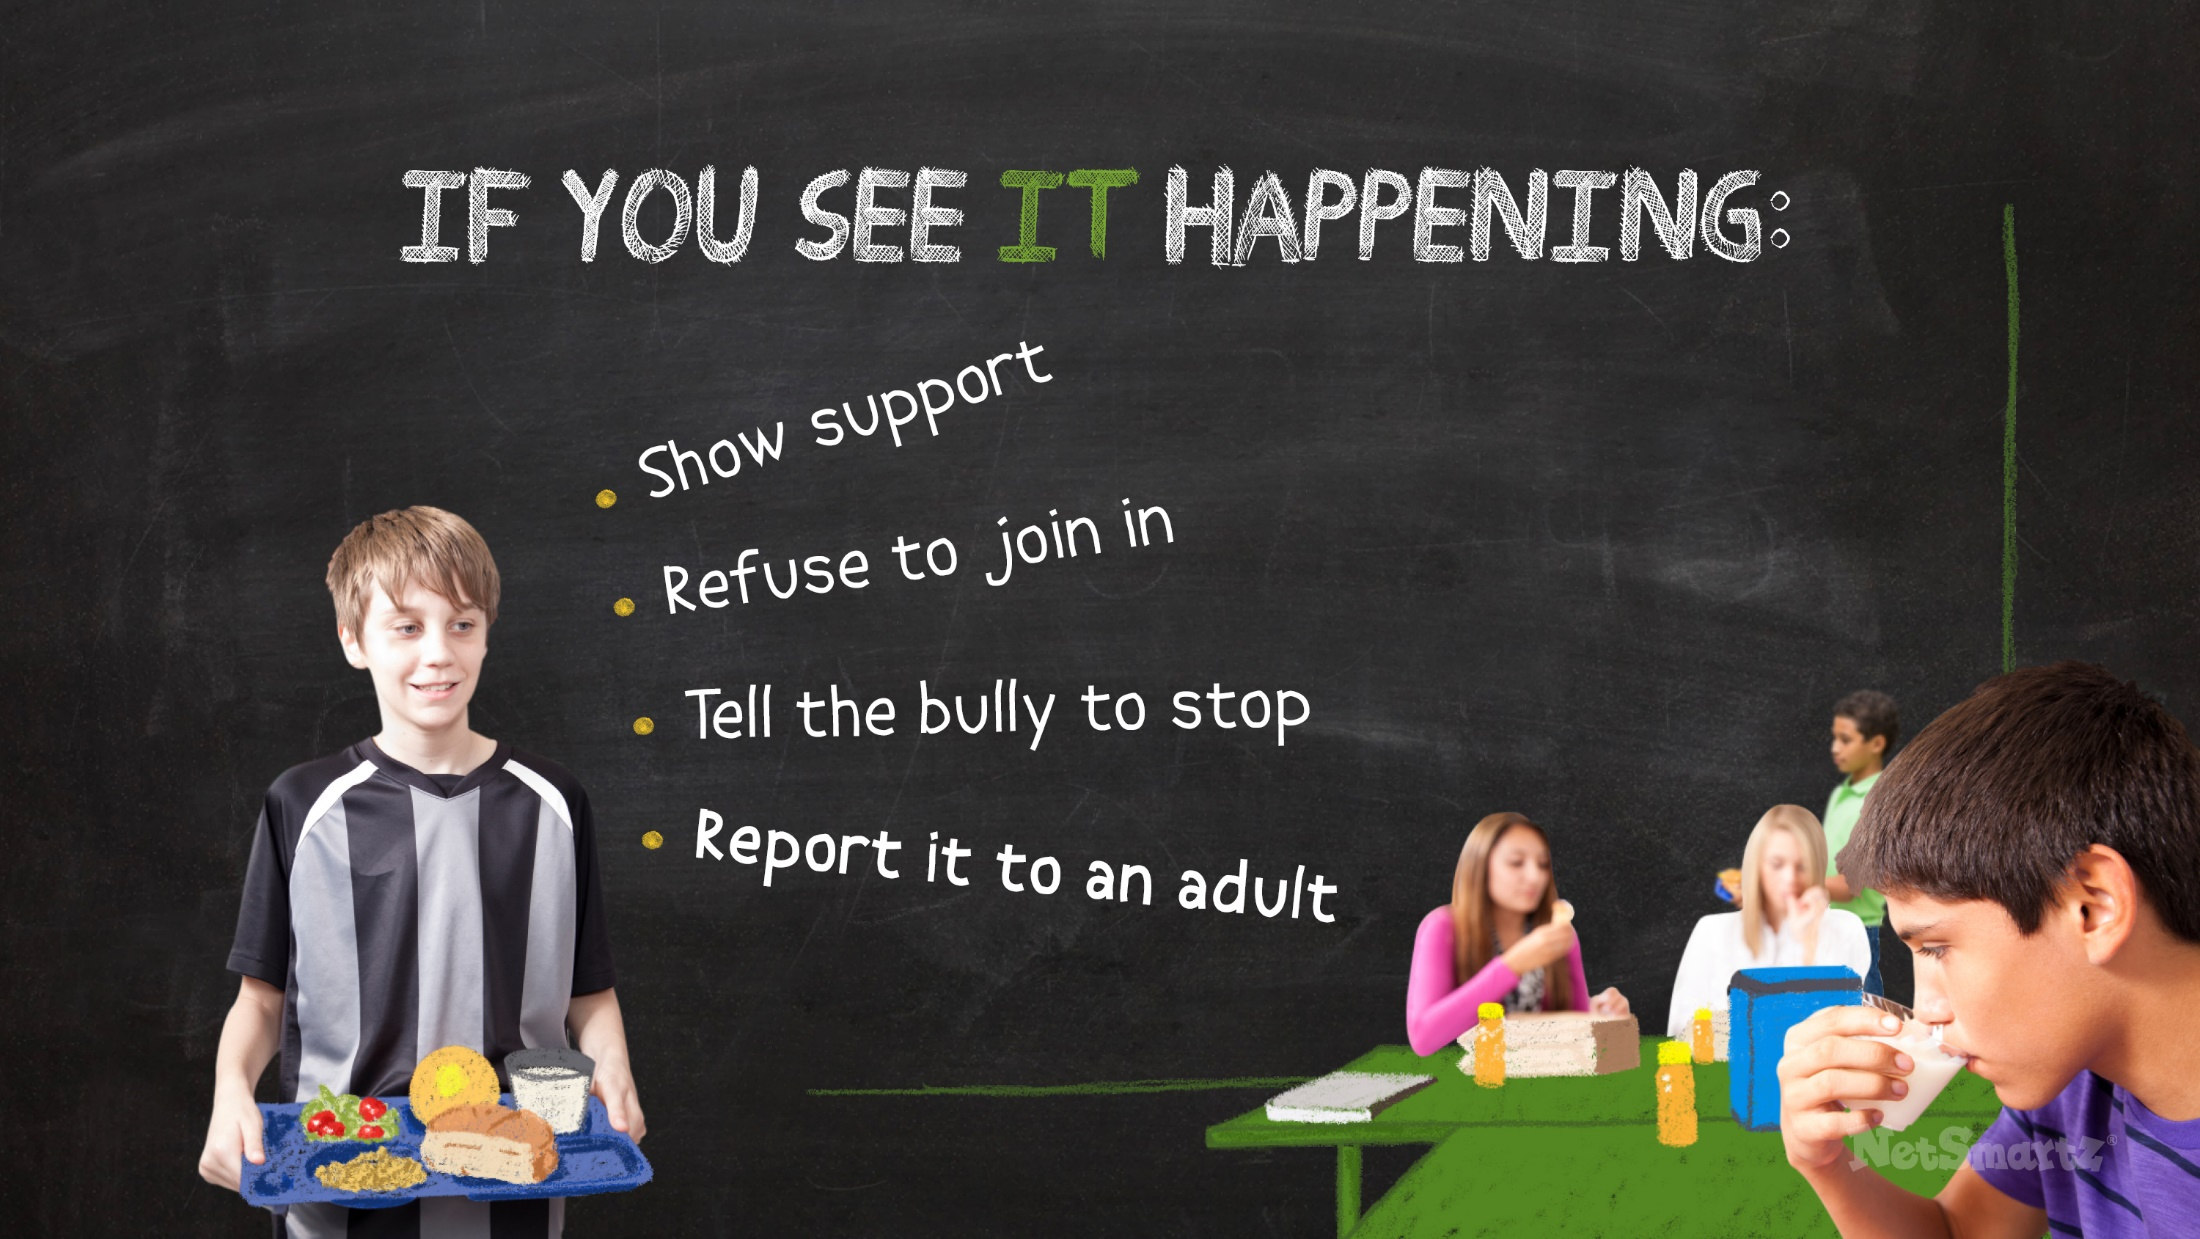 IF YOU SEE IT HAPPENING:
• Show support
• Refuse to join in
• Tell the bully to stop
• Report it to an adult
NetSmartz®